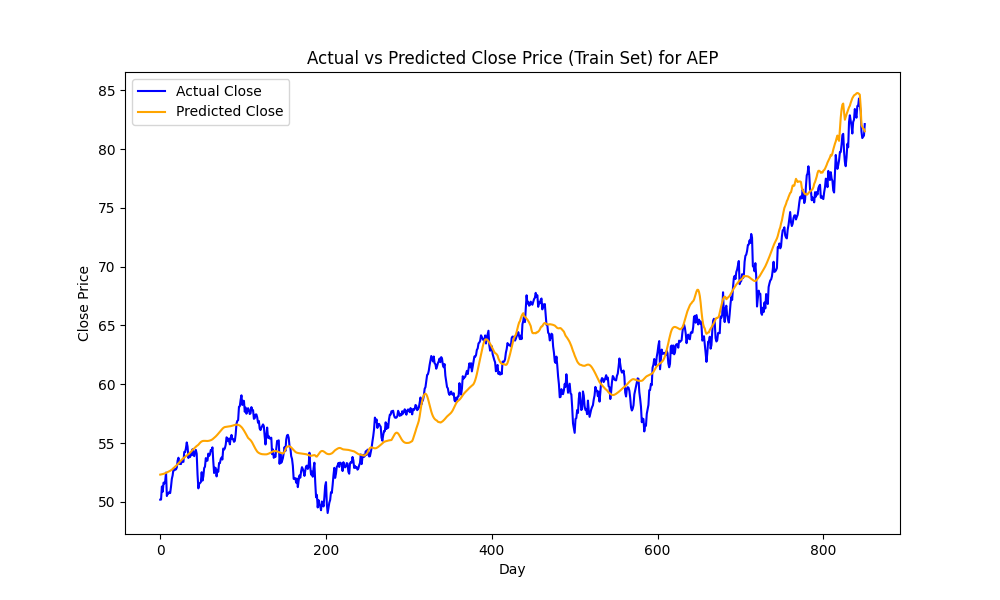 Actual vs Predicted Close Price (Train Set) for AEP
Actual Close
Predicted Close
85
80
75
70
65
60
55
50
Close Price
0 200 400 600 800
Day